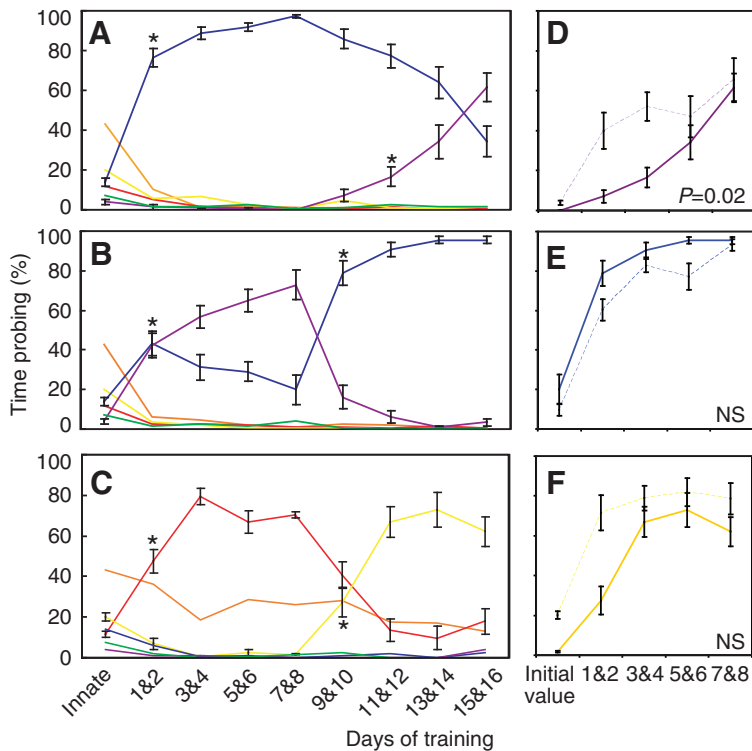 A
100
80
60
40
20
0
*
*
D
P=0.02
B
100
80
60
40
20
0
*
*
E
NS
C
100
80
60
40
20
0
*
*
F
NS
Time probing (%)
Innate
1&2
3&4
5&6
7&8
9&10
11&12
13&14
15&16
Initial value
1&2
3&4
5&6
7&8
Days of training